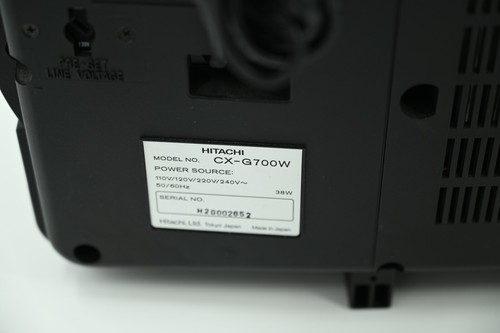 LINE VOLTAGE
HITACHI
MODEL NO. CX-G700W
POWER SOURCE:
110V/120V/220V/240V~
50/60Hz 38W
SERIAL NO.
H2G002652
Hitachi, Ltd. Tokyo Japan Made in Japan